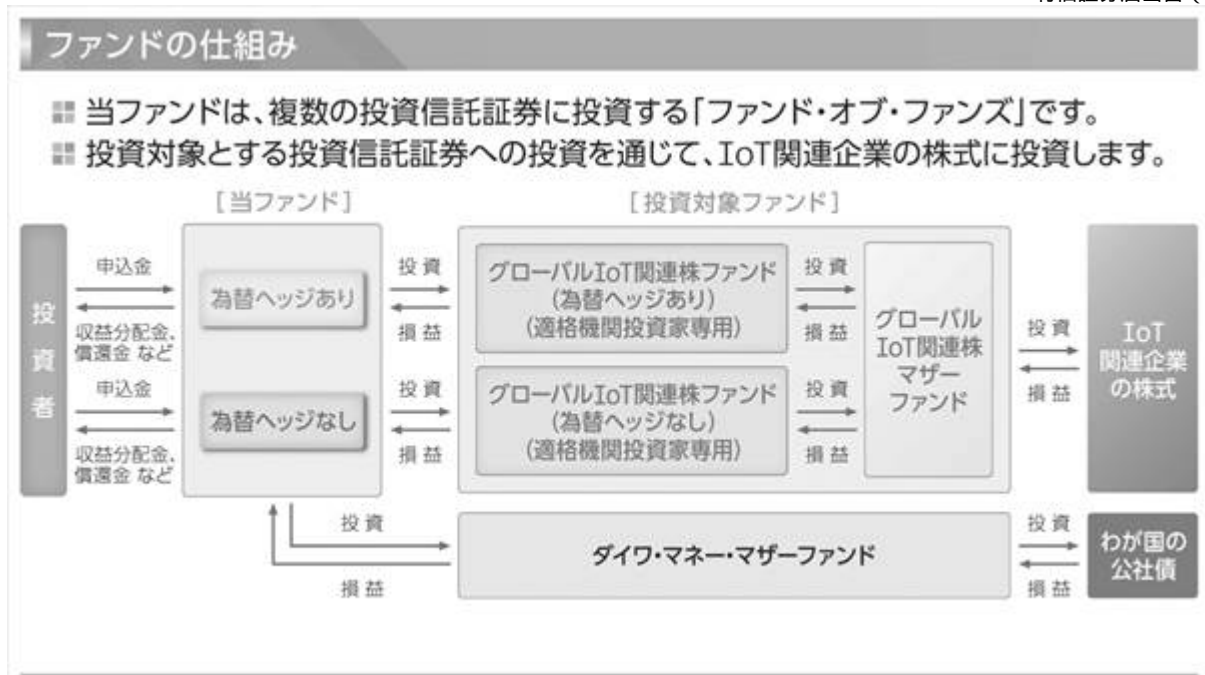 ファンドの仕組み
当ファンドは、複数の投資信託証券に投資する「ファンド・オブ・ファンズ」です。
投資対象とする投資信託証券への投資を通じて、IoT関連企業の株式に投資します。
[当ファンド]
[投資対象ファンド]
投資者
申込金
収益分配金、
償還金 など
申込金
収益分配金、
償還金 など
為替ヘッジあり
為替ヘッジなし
投資
損益
投資
損益
グローバルIoT関連株ファンド
(為替ヘッジあり)
(適格機関投資家専用)
グローバルIoT関連株ファンド
(為替ヘッジなし)
(適格機関投資家専用)
投資
損益
投資
損益
グローバル
IoT関連株
マザー
ファンド
投資
損益
IoT
関連企業
の株式
投資
損益
ダイワ・マネー・マザーファンド
投資
損益
わが国の
公社債